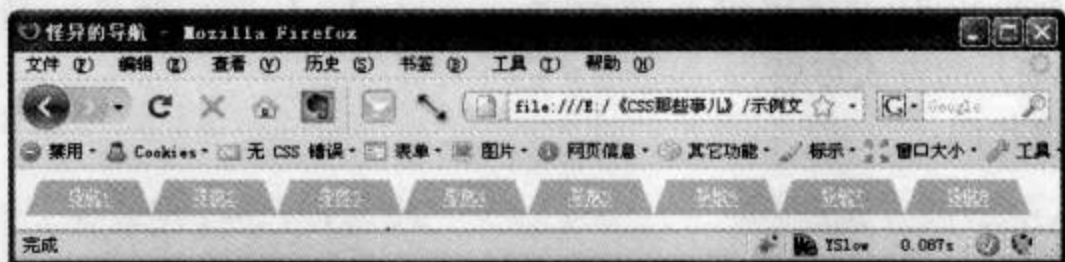 怪异的导航 - Mozilla Firefox
文件(F) 编辑(E) 查看(V) 历史(S) 书签(B) 工具(T) 帮助(H)
file:///E:/《CSS那些事儿》/示例文 G Google
禁用 Cookies 无 CSS 错误 表单 图片 网页信息 其它功能 标示 窗口大小 工具
完成 YSlow 0.087s